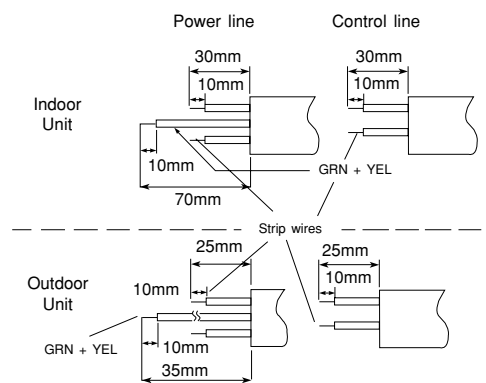 Power line
Control line
30mm
10mm
30mm
10mm
Indoor
Unit
10mm
GRN + YEL
70mm
Strip wires
25mm
10mm
25mm
10mm
Outdoor
Unit
GRN + YEL
10mm
35mm